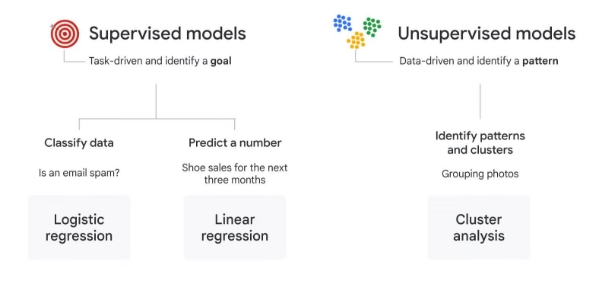 Supervised models
Task-driven and identify a goal
Classify data
Is an email spam?
Logistic
regression
Predict a number
Shoe sales for the next
three months
Linear
regression
Unsupervised models
Data-driven and identify a pattern
Identify patterns
and clusters
Grouping photos
Cluster
analysis